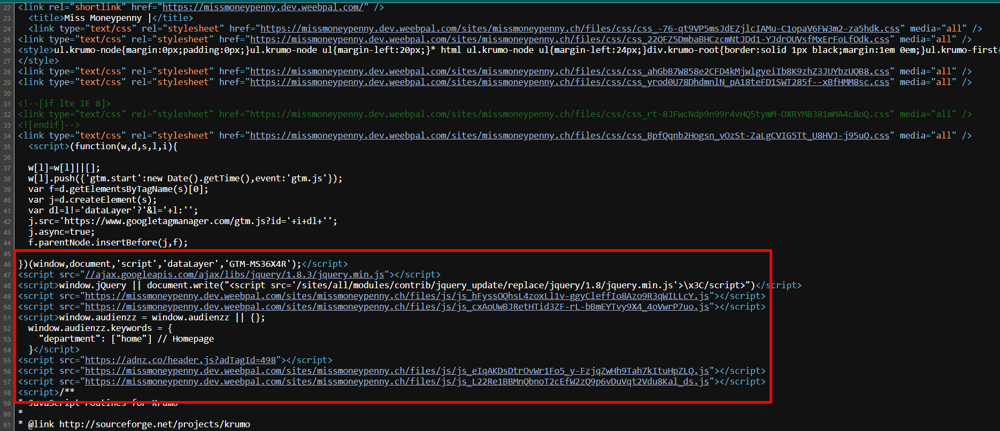 22 <link rel="shortlink" href="https://missmoneypenny.dev.weebpal.com/" />
23 <title>Miss Moneypenny |</title>
24 <link type="text/css" rel="stylesheet" href="https://missmoneypenny.dev.weebpal.com/sites/missmoneypenny.ch/files/css/css_-76-qt9VP5msJdEZjlcIAMu-C1opaV6FW3m2-za5hdk.css" media="all" />
25 <link type="text/css" rel="stylesheet" href="https://missmoneypenny.dev.weebpal.com/sites/missmoneypenny.ch/files/css/css_22QFZ5DmbaBHCzcmNtJDd1-YJdrOUVsfMxErFoLfOdk.css" media="all" />
26 <style>ul.krumo-node{margin:0px;padding:0px;}ul.krumo-node ul{margin-left:20px;}* html ul.krumo-node ul{margin-left:24px;}div.krumo-root{border:solid 1px black;margin:1em 0em;}ul.krumo-first{
27 </style>
28 <link type="text/css" rel="stylesheet" href="https://missmoneypenny.dev.weebpal.com/sites/missmoneypenny.ch/files/css/css_ahGbB7W858e2CFD4kMjwlgyeiIb8K9zhZ3JUYbzUQB8.css" media="all" />
29 <link type="text/css" rel="stylesheet" href="https://missmoneypenny.dev.weebpal.com/sites/missmoneypenny.ch/files/css/css_yrod0U78DhdmnlN_pA18teFD1SWT285f--xBfHMM8sc.css" media="all" />
30
31 <!--[if lte IE 8]>
32 <link type="text/css" rel="stylesheet" href="https://missmoneypenny.dev.weebpal.com/sites/missmoneypenny.ch/files/css/css_rt-8JFWcNdp9n99r4vHQ5tymM-OXRYM8381mMA4c8oQ.css" media="all" />
33 <![endif]-->
34 <link type="text/css" rel="stylesheet" href="https://missmoneypenny.dev.weebpal.com/sites/missmoneypenny.ch/files/css/css_BpfQqnb2Hogsn_vOzSt-ZaLgCVIG5Tt_U8HVJ-j95uQ.css" media="all" />
35 <script>(function(w,d,s,l,i){
36
37 w[l]=w[l]||[];
38 w[l].push({'gtm.start':new Date().getTime(),event:'gtm.js'});
39 var f=d.getElementsByTagName(s)[0];
40 var j=d.createElement(s);
41 var dl=l!='dataLayer'?'&l='+l:'';
42 j.src='https://www.googletagmanager.com/gtm.js?id='+i+dl+'';
43 j.async=true;
44 f.parentNode.insertBefore(j,f);
45
46 })(window,document,'script','dataLayer','GTM-MS36X4R');</script>
47 <script src="//ajax.googleapis.com/ajax/libs/jquery/1.8.3/jquery.min.js"></script>
48 <script>window.jQuery || document.write("<script src='/sites/all/modules/contrib/jquery_update/replace/jquery/1.8/jquery.min.js'>\x3C/script>")</script>
49 <script src="https://missmoneypenny.dev.weebpal.com/sites/missmoneypenny.ch/files/js/js_hFyssOQhsL4zoxLl1v-ggyCleffIo8Azo9R3qWILLcY.js"></script>
50 <script src="https://missmoneypenny.dev.weebpal.com/sites/missmoneypenny.ch/files/js/js_cxAoUwBJRetHTid3ZF-rL-bBmEYTvy9X4_4oVwrP7uo.js"></script>
51 <script>window.audienzz = window.audienzz || {};
52 window.audienzz.keywords = {
53 "department": ["home"] // Homepage
54 }</script>
55 <script src="https://adnz.co/header.js?adTagId=498"></script>
56 <script src="https://missmoneypenny.dev.weebpal.com/sites/missmoneypenny.ch/files/js/js_eIqAKDsDtrOvWr1Fo5_y-FzjqZwHh9Tah7kItuHpZLQ.js"></script>
57 <script src="https://missmoneypenny.dev.weebpal.com/sites/missmoneypenny.ch/files/js/js_L22Re1BBMnQbnoT2cEfW2zQ9p6vDuVqt2Vdu8Kal_ds.js"></script>
58 <script>/**
59 * JavaScript routines for Krumo
60 *
61 * @link http://sourceforge.net/projects/krumo